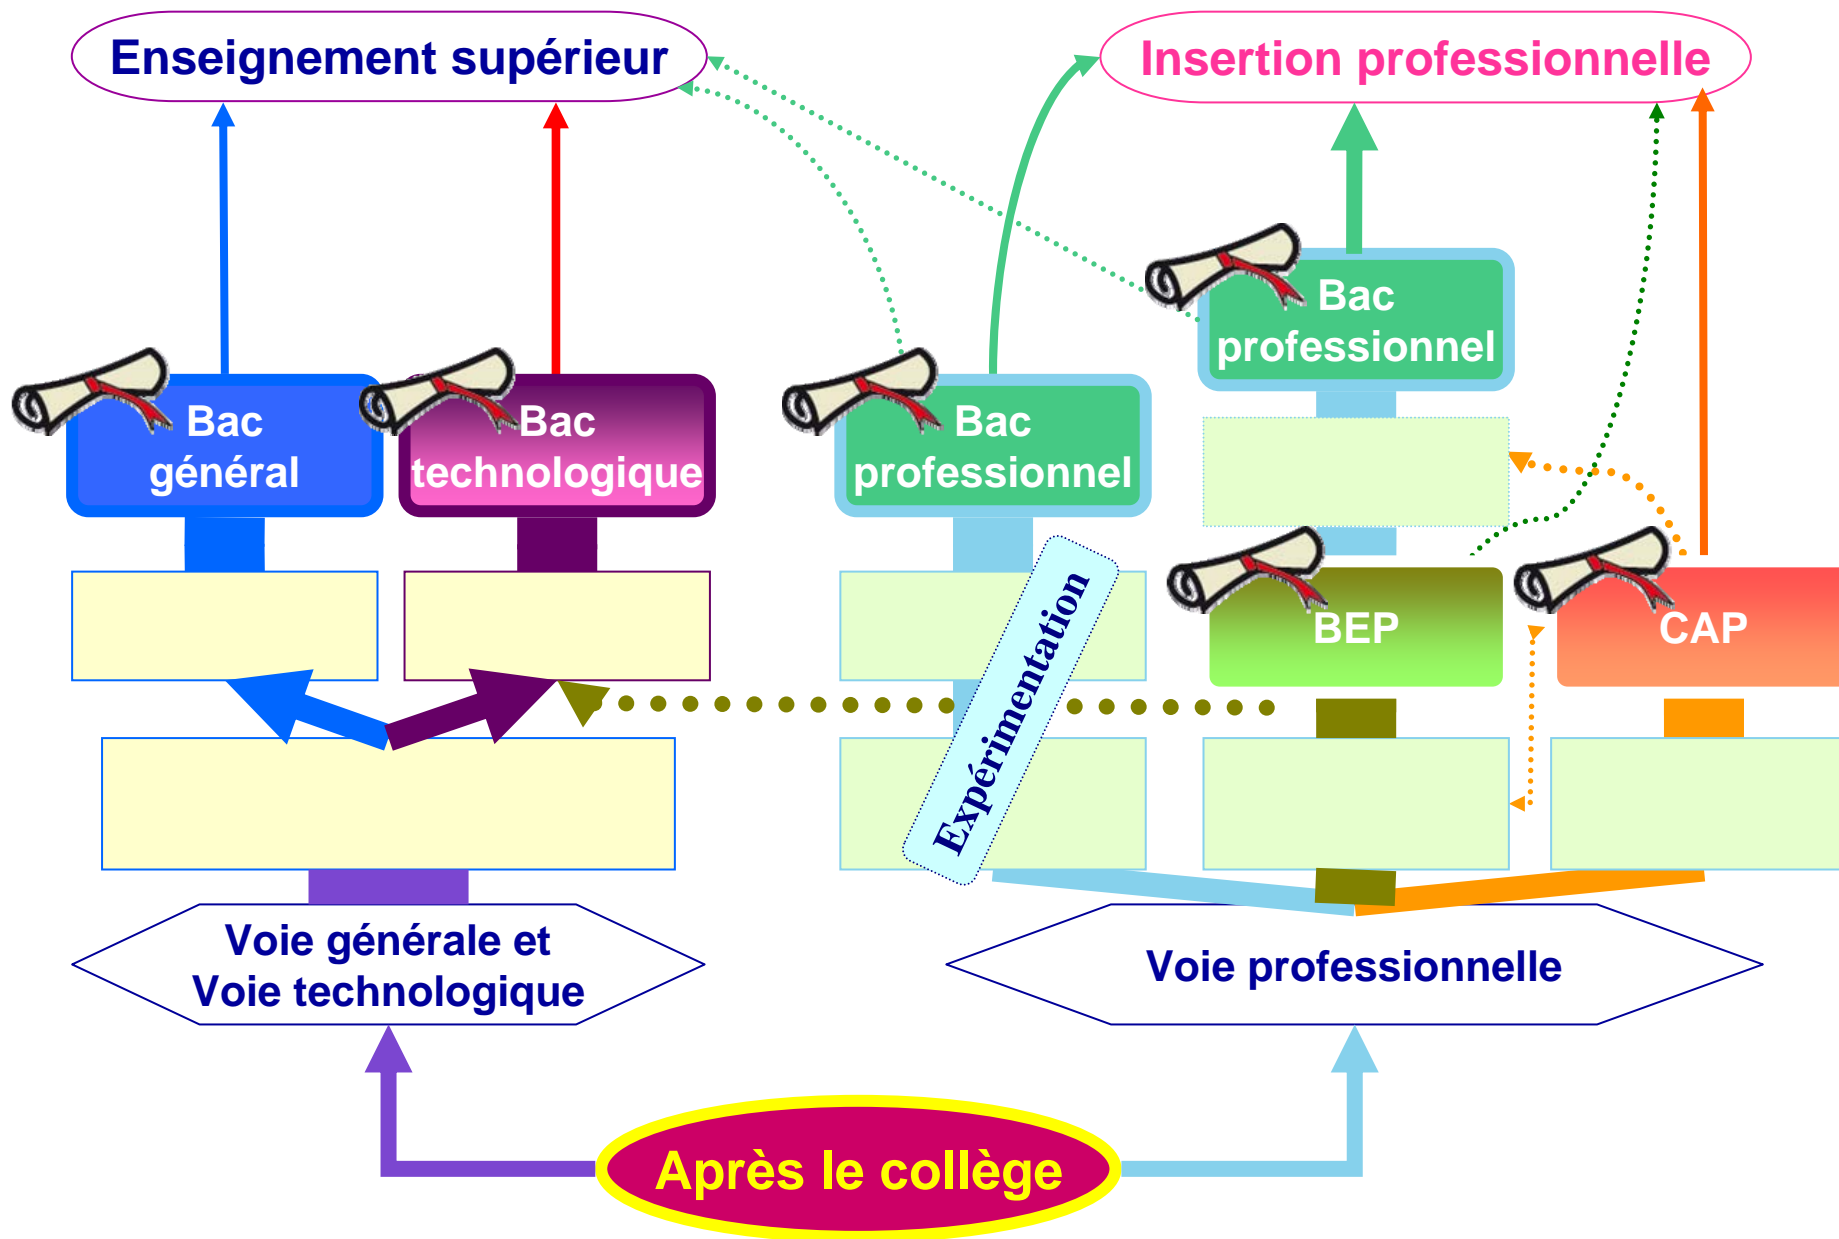 Enseignement supérieur
Insertion professionnelle
Bac
professionnel
Bac
général
Bac
technologique
Bac
professionnel
Expérimentation
BEP
CAP
Voie générale et
Voie technologique
Voie professionnelle
Après le collège